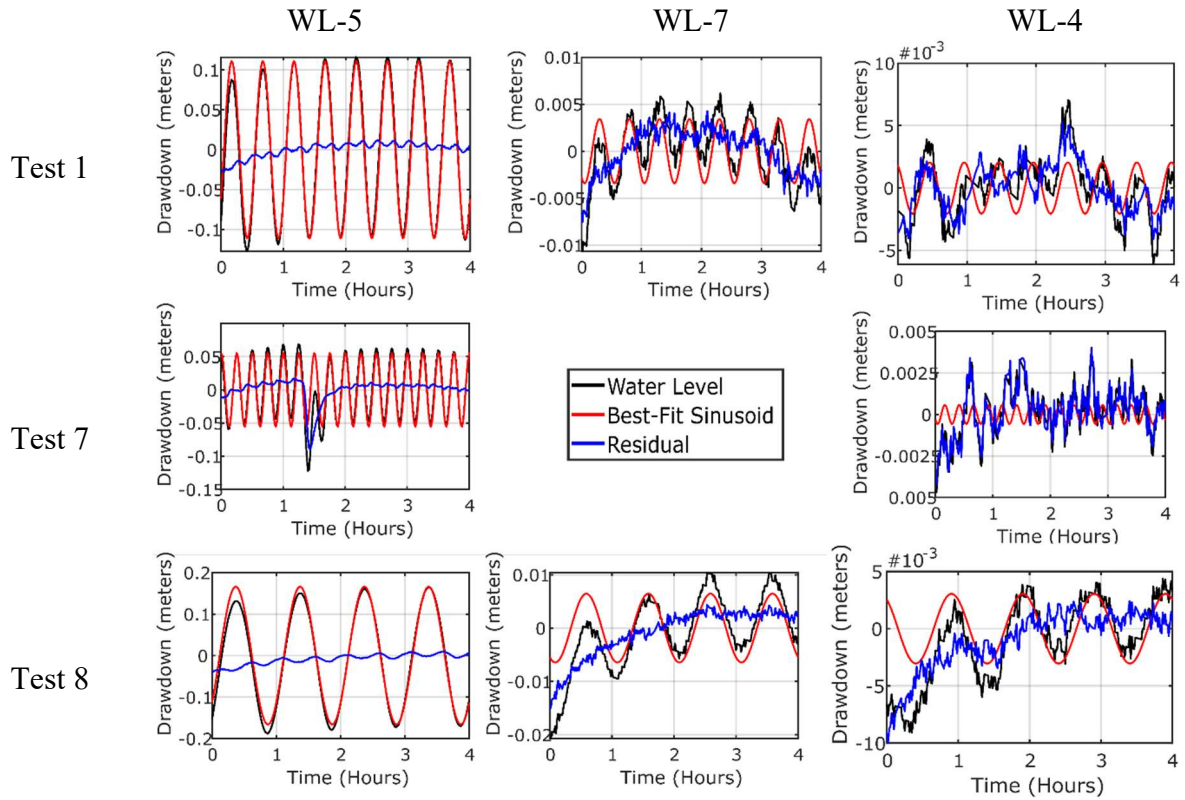 WL-5 WL-7 WL-4
Test 1
Drawdown (meters)
0.1
0.05
0
-0.05
-0.1
0 1 2 3 4
Time (Hours)
Drawdown (meters)
0.01
0.005
0
-0.005
-0.01
0 1 2 3 4
Time (Hours)
#10-3
Drawdown (meters)
10
5
0
-5
0 1 2 3 4
Time (Hours)
Test 7
Drawdown (meters)
0.05
0
-0.05
-0.1
-0.15
0 1 2 3 4
Time (Hours)
Water Level
Best-Fit Sinusoid
Residual
Drawdown (meters)
0.005
0.0025
0
-0.0025
0.005
0 1 2 3 4
Time (Hours)
Test 8
Drawdown (meters)
0.2
0.1
0
-0.1
-0.2
0 1 2 3 4
Time (Hours)
Drawdown (meters)
0.01
0
-0.01
-0.02
0 1 2 3 4
Time (Hours)
#10-3
Drawdown (meters)
5
0
-5
-10
0 1 2 3 4
Time (Hours)